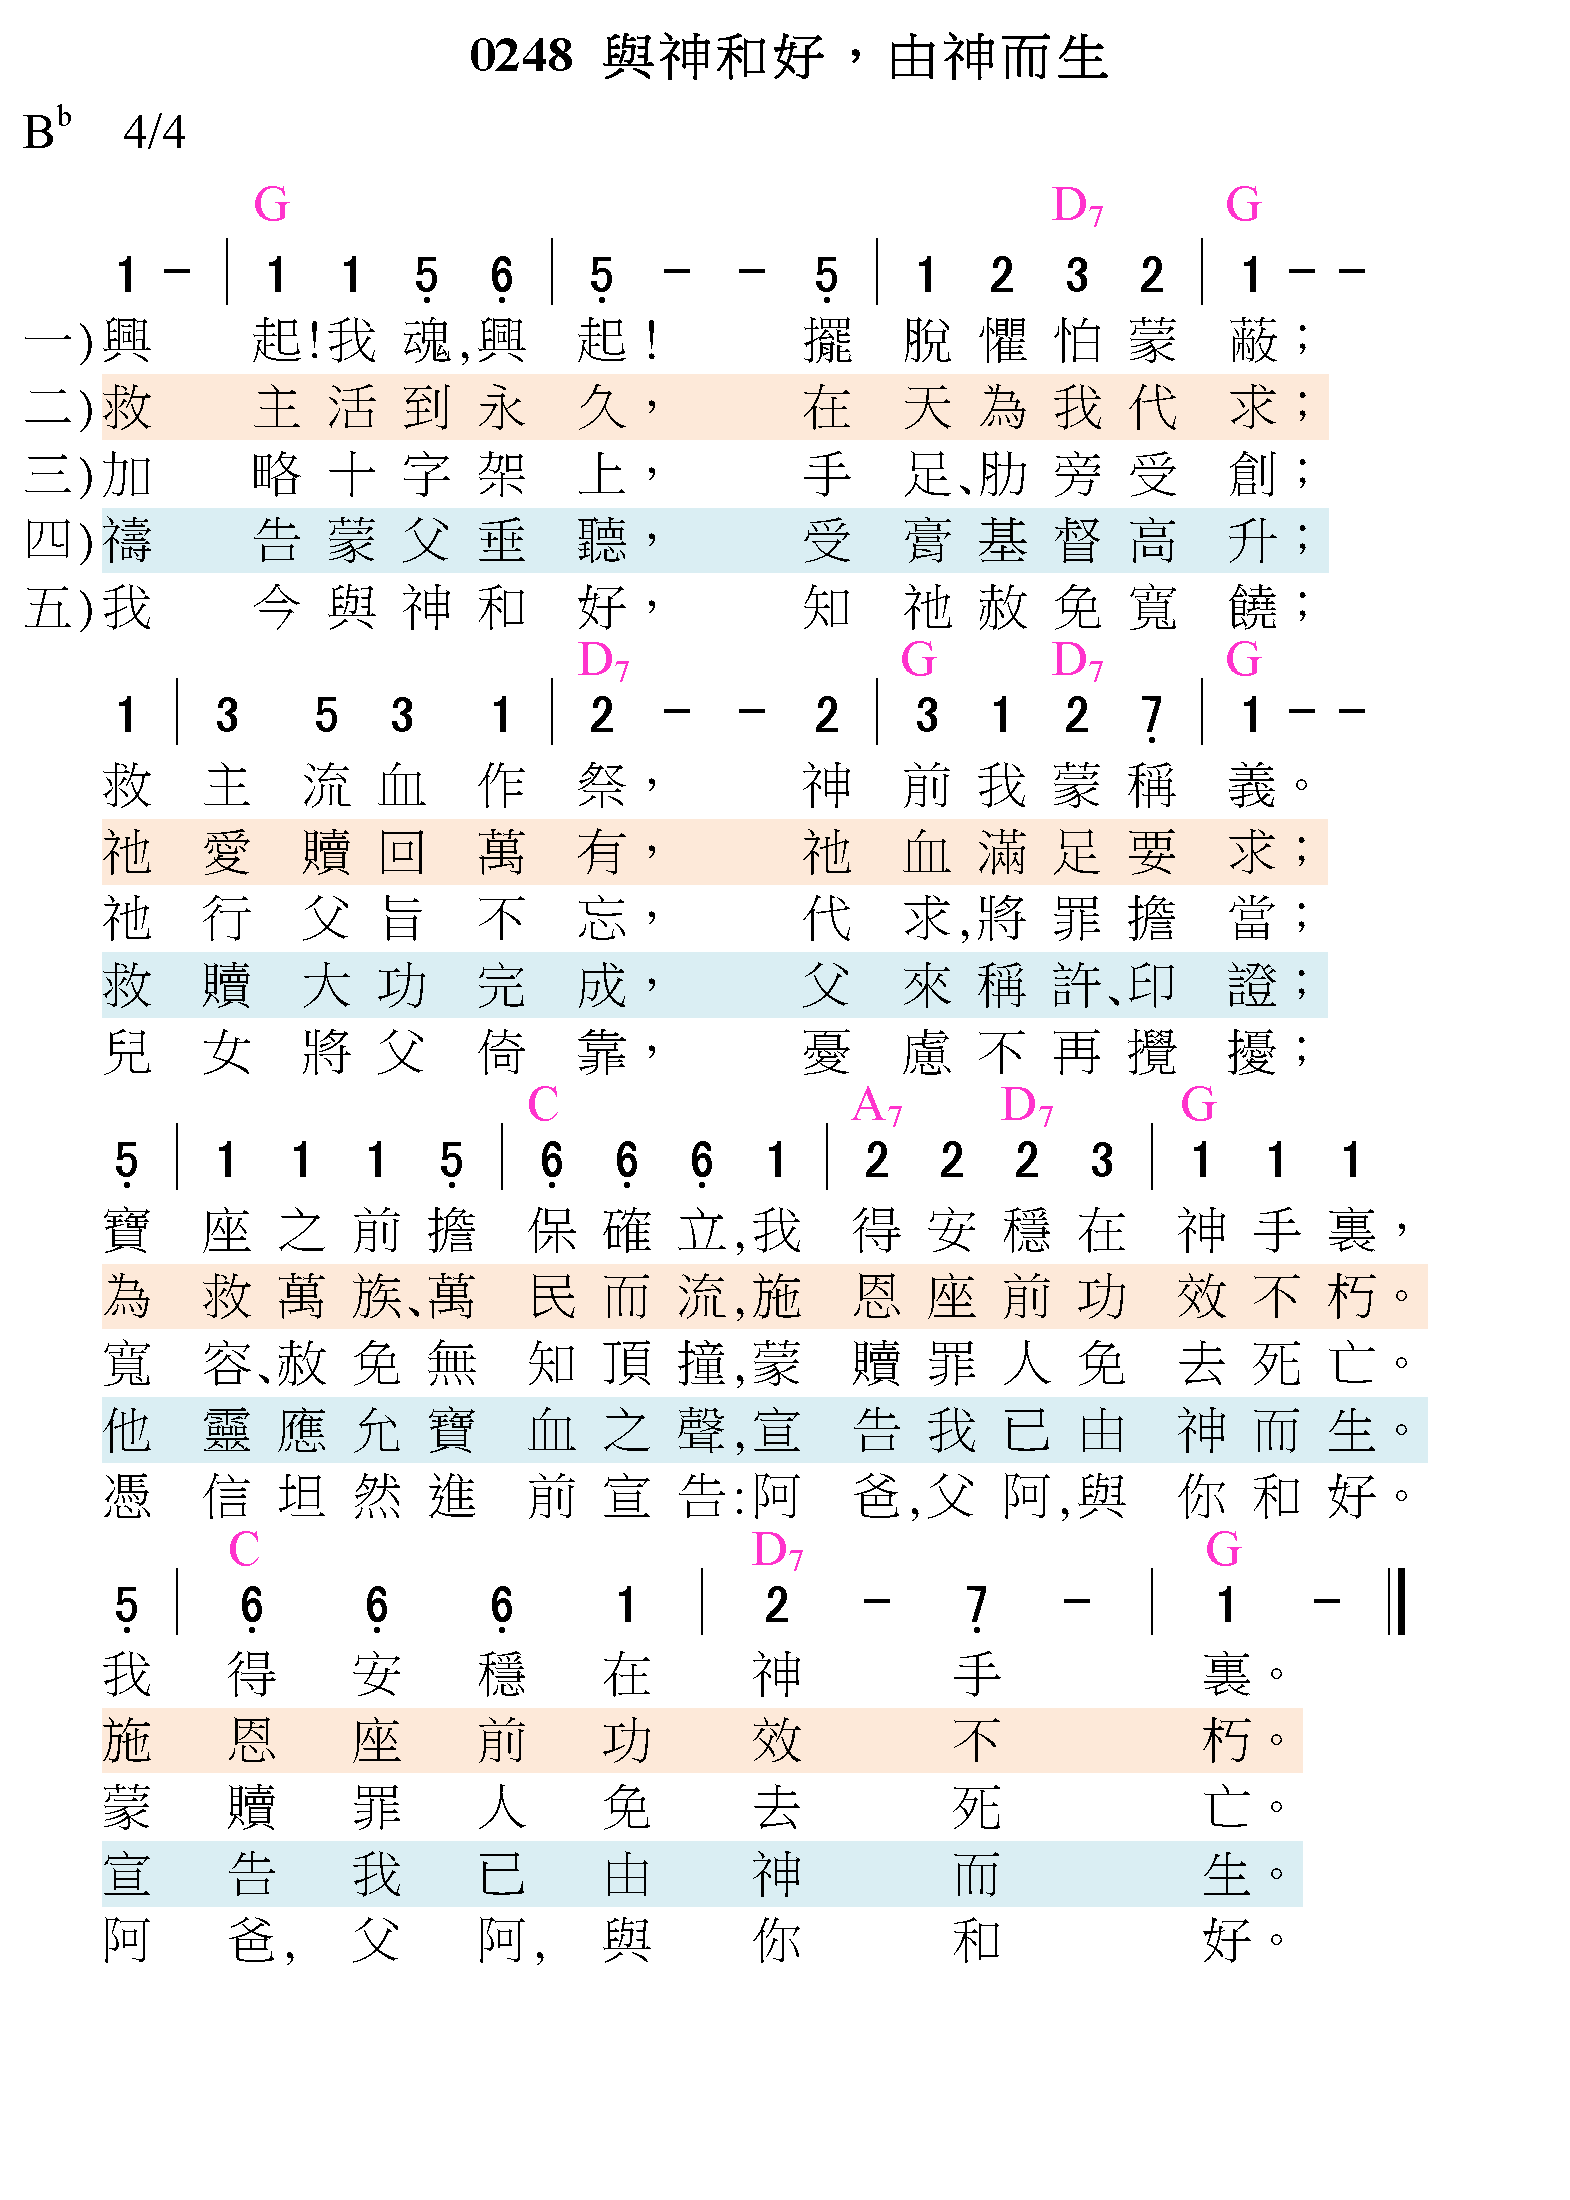 0248 與神和好，由神而生
Bb 4/4
G D7 G
1 － | 1 1 5̣ 6̣ | 5̣ － － 5̣ | 1 2 3 2 | 1 － －
一)興 起!我 魂,興 起! 擺 脫 懼 怕 蒙 蔽；
二)救 主 活 到 永 久， 在 天 為 我 代 求；
三)加 略 十 字 架 上， 手 足、肋 旁 受 創；
四)禱 告 蒙 父 垂 聽， 受 膏 基 督 高 升；
五)我 今 與 神 和 好， 知 祂 赦 免 寬 饒；
D7 G D7 G
1 | 3 5 3 1 | 2 － － 2 | 3 1 2 7̣ | 1 － －
救 主 流 血 作 祭， 神 前 我 蒙 稱 義。
祂 愛 贖 回 萬 有， 祂 血 滿 足 要 求；
祂 行 父 旨 不 忘， 代 求,將 罪 擔 當；
救 贖 大 功 完 成， 父 來 稱 許、印 證；
兒 女 將 父 倚 靠， 憂 慮 不 再 攪 擾；
C A7 D7 G
5̣ | 1 1 1 5̣ | 6̣ 6̣ 6̣ 1 | 2 2 2 3 | 1 1 1
寶 座 之 前 擔 保 確 立,我 得 安 穩 在 神 手 裏，
為 救 萬 族、萬 民 而 流,施 恩 座 前 功 效 不 朽。
寬 容、赦 免 無 知 頂 撞,蒙 贖 罪 人 免 去 死 亡。
他 靈 應 允 寶 血 之 聲,宣 告 我 已 由 神 而 生。
憑 信 坦 然 進 前 宣 告:阿 爸,父 阿,與 你 和 好。
C D7 G
5̣ | 6̣ 6̣ 6̣ 1 | 2 － 7̣ － | 1 － ‖
我 得 安 穩 在 神 手 裏。
施 恩 座 前 功 效 不 朽。
蒙 贖 罪 人 免 去 死 亡。
宣 告 我 已 由 神 而 生。
阿 爸, 父 阿, 與 你 和 好。